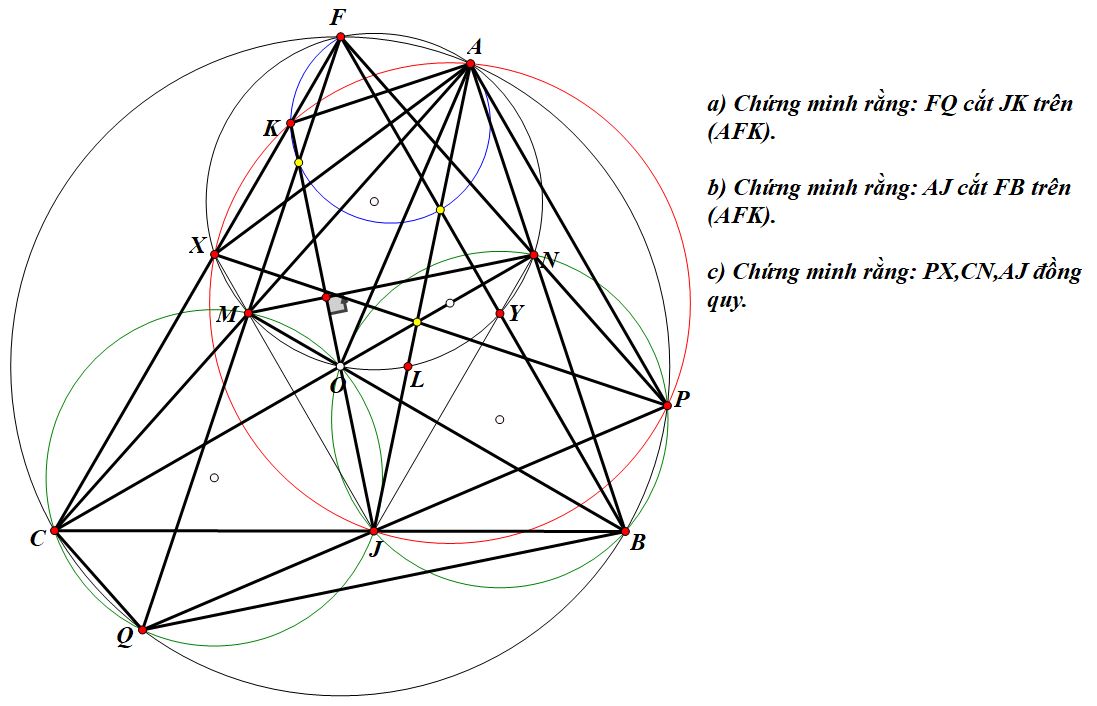 F
A
a) Chứng minh rằng: FQ cắt JK trên
(AFK).
K
b) Chứng minh rằng: AJ cắt FB trên
(AFK).
X
N
c) Chứng minh rằng: PX,CN,AJ đồng
quy.
M
Y
O
L
P
C
J
B
Q